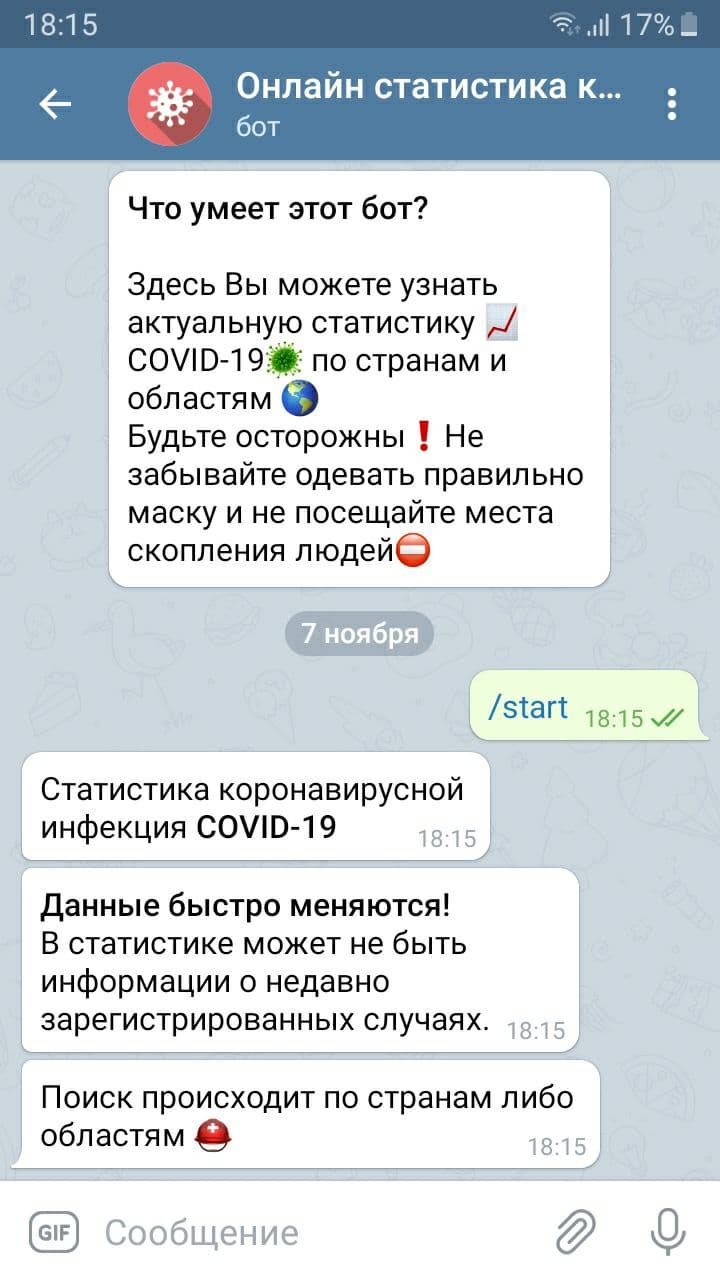 18:15
17%
Онлайн статистика к...
бот
Что умеет этот бот?
Здесь Вы можете узнать
актуальную статистику 📈
COVID-19🦠 по странам и
областям 🌎
Будьте осторожны❗ Не
забывайте одевать правильно
маску и не посещайте места
скопления людей⛔
7 ноября
/start 18:15
Статистика коронавирусной
инфекция COVID-19 18:15
Данные быстро меняются!
В статистике может не быть
информации о недавно
зарегистрированных случаях. 18:15
Поиск происходит по странам либо
областям ⛑ 18:15
GIF Сообщение